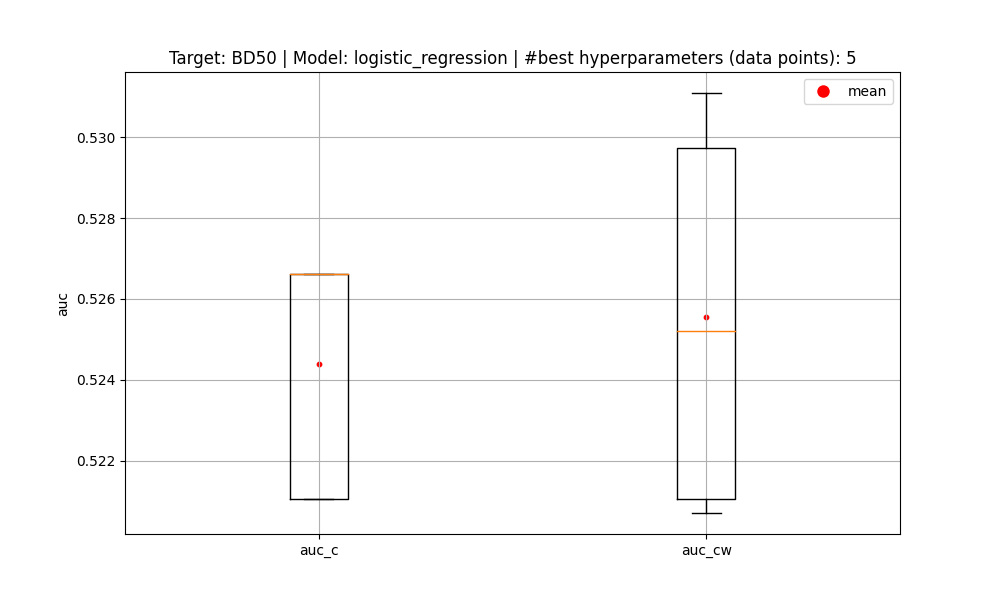 Target: BD50 | Model: logistic_regression | #best hyperparameters (data points): 5
mean
0.530
0.528
0.526
0.524
0.522
auc
auc_c
auc_cw